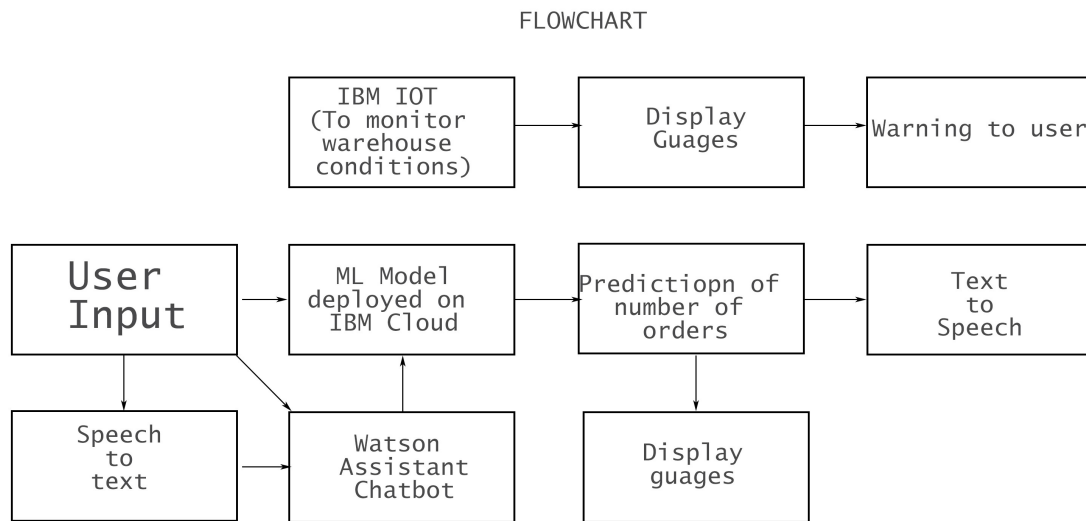 FLOWCHART
IBM IOT
(To monitor
warehouse
conditions)
Display
Guages
Warning to user
User
Input
ML Model
deployed on
IBM Cloud
Predictiopn of
number of
orders
Text
to
Speech
Speech
to
text
Watson
Assistant
Chatbot
Display
guages